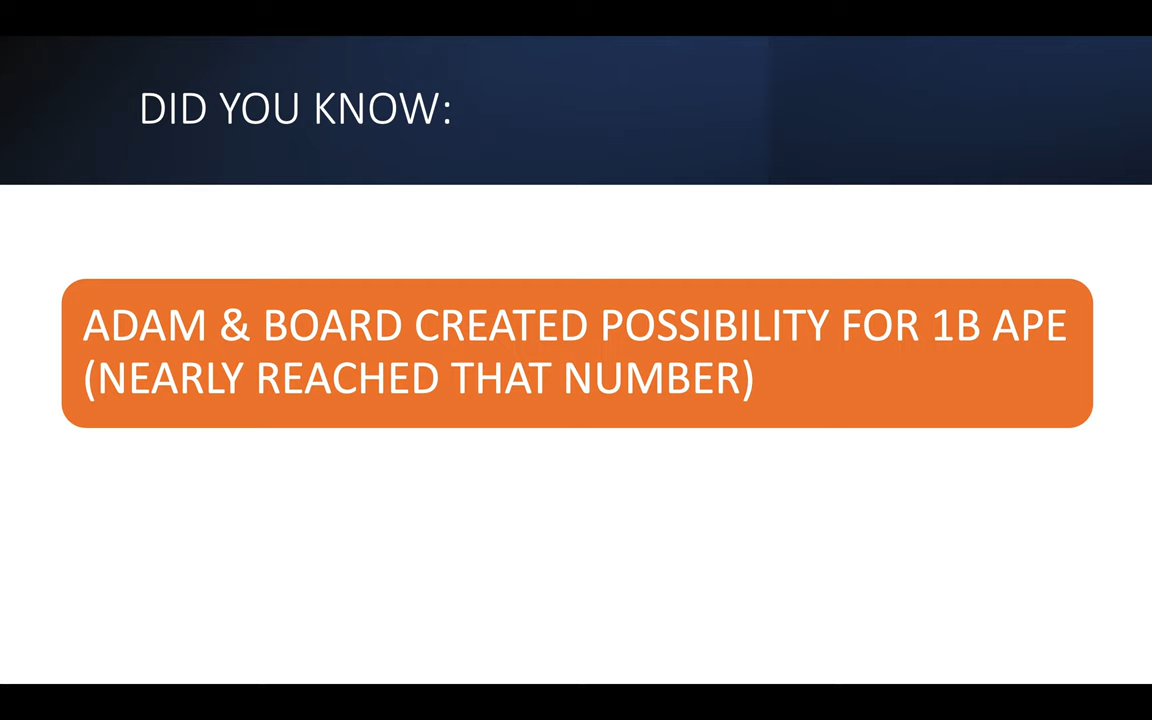 DID YOU KNOW:
ADAM & BOARD CREATED POSSIBILITY FOR 1B APE
(NEARLY REACHED THAT NUMBER)